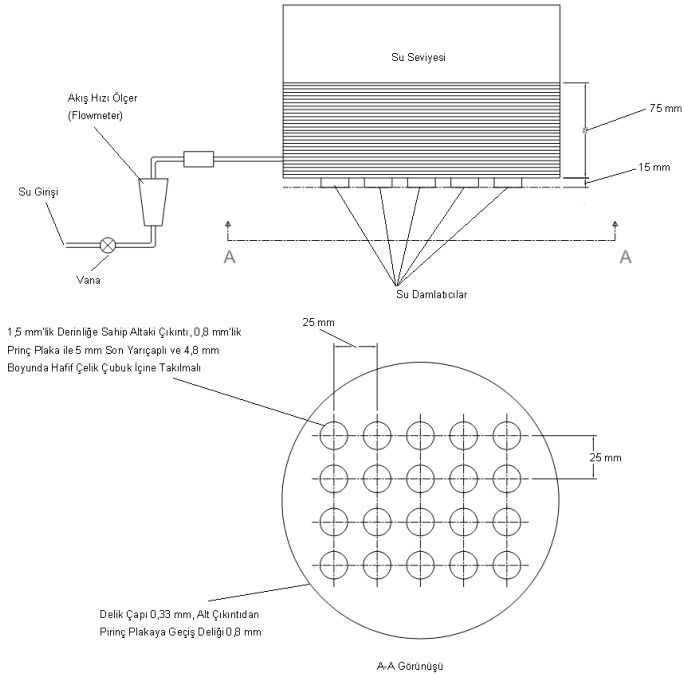 Su Seviyesi
75 mm
15 mm
Akış Hızı Ölçer
(Flowmeter)
Su Girişi
Vana
A
A
Su Damlatıcılar
1,5 mm'lik Derinliğe Sahip Altaki Çıkıntı, 0,8 mm'lik
Prinç Plaka ile 5 mm Son Yarıçaplı ve 4,8 mm
Boyunda Hafif Çelik Çubuk İçine Takılmalı
25 mm
25 mm
Delik Çapı 0,33 mm, Alt Çıkıntıdan
Pirinç Plakaya Geçiş Deliği 0,8 mm
A-A Görünüşü